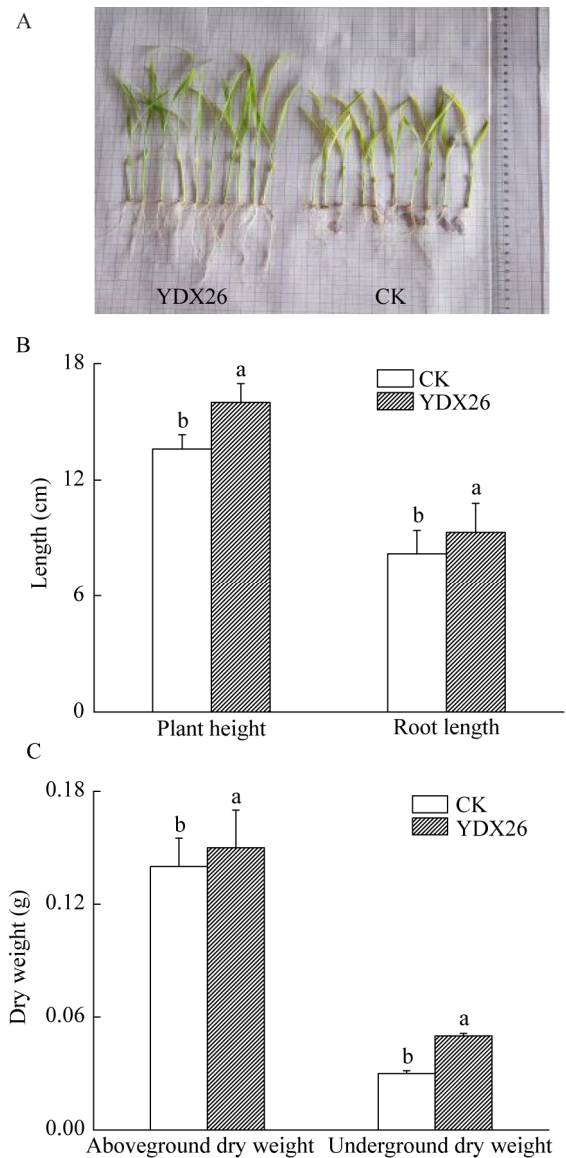 A
YDX26 CK
B
18
12
6
0
Length (cm)
b
a
b
a
CK
YDX26
Plant height Root length
C
0.18
0.12
0.06
0.00
Dry weight (g)
b
a
b
a
CK
YDX26
Aboveground dry weight Underground dry weight